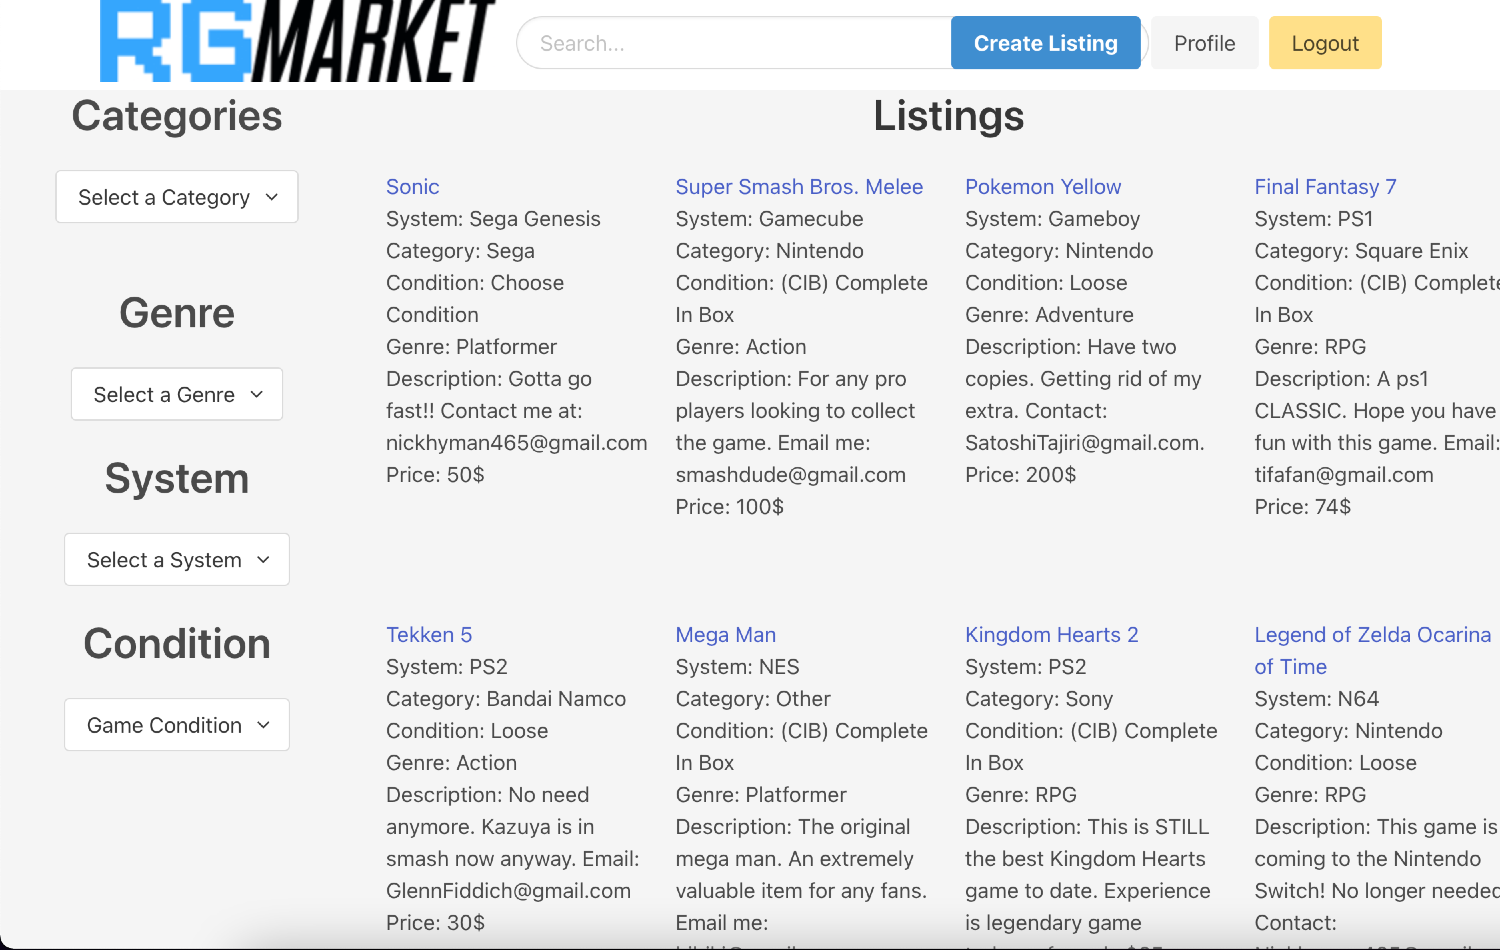 RGMARKET
Search...
Create Listing
Profile
Logout
Categories
Select a Category
Genre
Select a Genre
System
Select a System
Condition
Game Condition
Listings
Sonic
System: Sega Genesis
Category: Sega
Condition: Choose
Condition
Genre: Platformer
Description: Gotta go
fast!! Contact me at:
nickhyman465@gmail.com
Price: 50$
Super Smash Bros. Melee
System: Gamecube
Category: Nintendo
Condition: (CIB) Complete
In Box
Genre: Action
Description: For any pro
players looking to collect
the game. Email me:
smashdude@gmail.com
Price: 100$
Pokemon Yellow
System: Gameboy
Category: Nintendo
Condition: Loose
Genre: Adventure
Description: Have two
copies. Getting rid of my
extra. Contact:
SatoshiTajiri@gmail.com.
Price: 200$
Final Fantasy 7
System: PS1
Category: Square Enix
Condition: (CIB) Complete
In Box
Genre: RPG
Description: A ps1
CLASSIC. Hope you have
fun with this game. Email:
tifafan@gmail.com
Price: 74$
Tekken 5
System: PS2
Category: Bandai Namco
Condition: Loose
Genre: Action
Description: No need
anymore. Kazuya is in
smash now anyway. Email:
GlennFiddich@gmail.com
Price: 30$
Mega Man
System: NES
Category: Other
Condition: (CIB) Complete
In Box
Genre: Platformer
Description: The original
mega man. An extremely
valuable item for any fans.
Email me:
Kingdom Hearts 2
System: PS2
Category: Sony
Condition: (CIB) Complete
In Box
Genre: RPG
Description: This is STILL
the best Kingdom Hearts
game to date. Experience
is legendary game
Legend of Zelda Ocarina
of Time
System: N64
Category: Nintendo
Condition: Loose
Genre: RPG
Description: This game is
coming to the Nintendo
Switch! No longer needed
Contact: